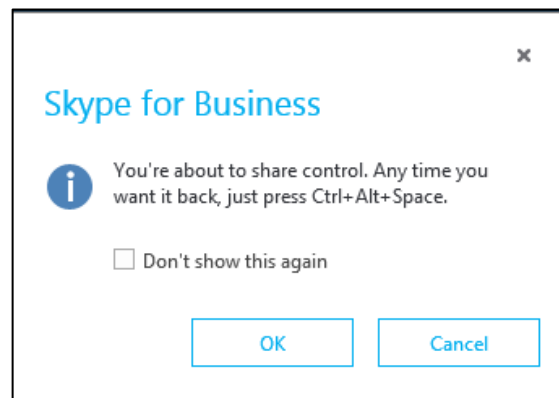 Skype for Business
You're about to share control. Any time you
want it back, just press Ctrl+Alt+Space.
Don't show this again
OK
Cancel